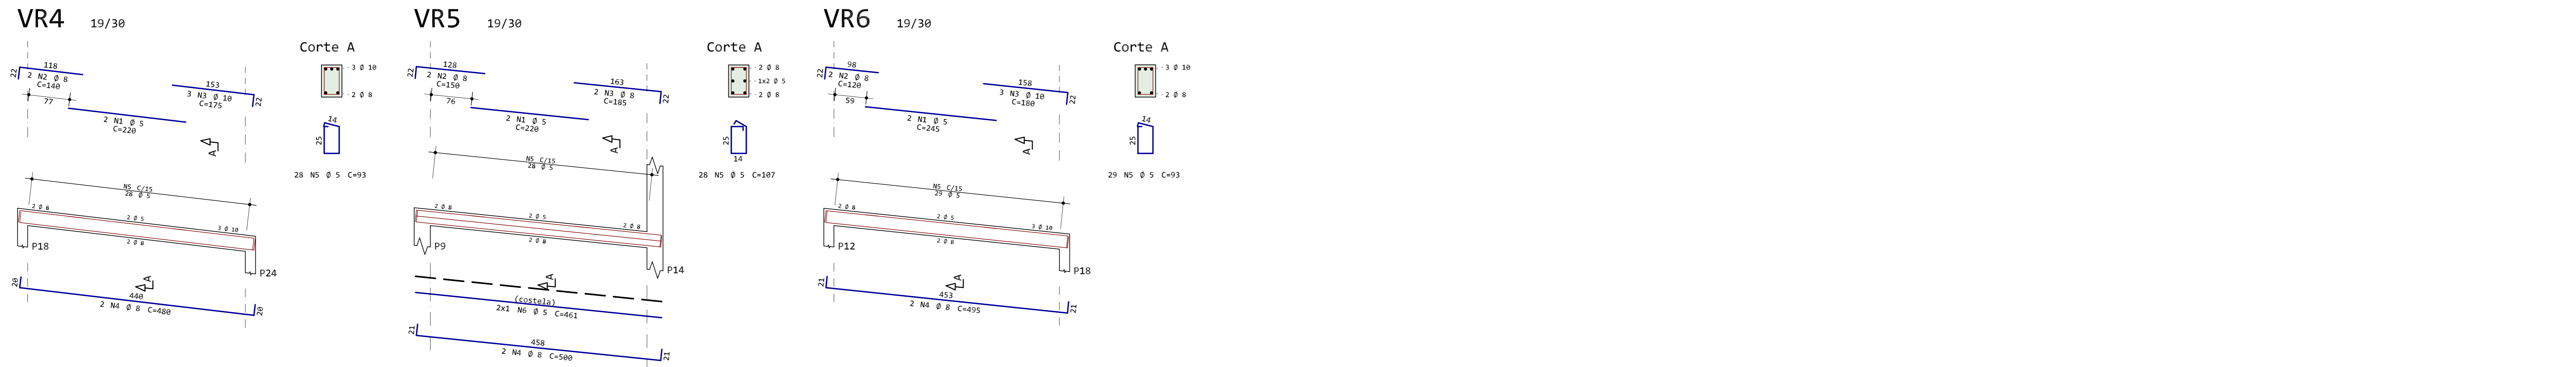 VR4 19/30
Corte A
118
22
2 N2 Ø 8
C=140
77
153
3 N3 Ø 10
C=175
22
2 N1 Ø 5
C=220
A
3 Ø 10
2 Ø 8
14
25
28 N5 Ø 5 C=93
N5 C/15
28 Ø 5
2 Ø 8
2 Ø 5
3 Ø 10
2 Ø 8
P18
P24
A
20
440
2 N4 Ø 8 C=480
20
VR5 19/30
Corte A
128
22
2 N2 Ø 8
C=150
76
163
2 N3 Ø 8
C=185
22
2 N1 Ø 5
C=220
A
2 Ø 8
1x2 Ø 5
2 Ø 8
25
14
28 N5 Ø 5 C=107
N5 C/15
28 Ø 5
2 Ø 8
2 Ø 5
2 Ø 8
2 Ø 8
P9
P14
A
(costela)
2x1 N6 Ø 5 C=461
21
458
2 N4 Ø 8 C=500
21
VR6 19/30
Corte A
98
22
2 N2 Ø 8
C=120
59
158
3 N3 Ø 10
C=180
22
2 N1 Ø 5
C=245
A
3 Ø 10
2 Ø 8
14
25
29 N5 Ø 5 C=93
N5 C/15
29 Ø 5
2 Ø 8
2 Ø 5
3 Ø 10
2 Ø 8
P12
P18
A
21
453
2 N4 Ø 8 C=495
21